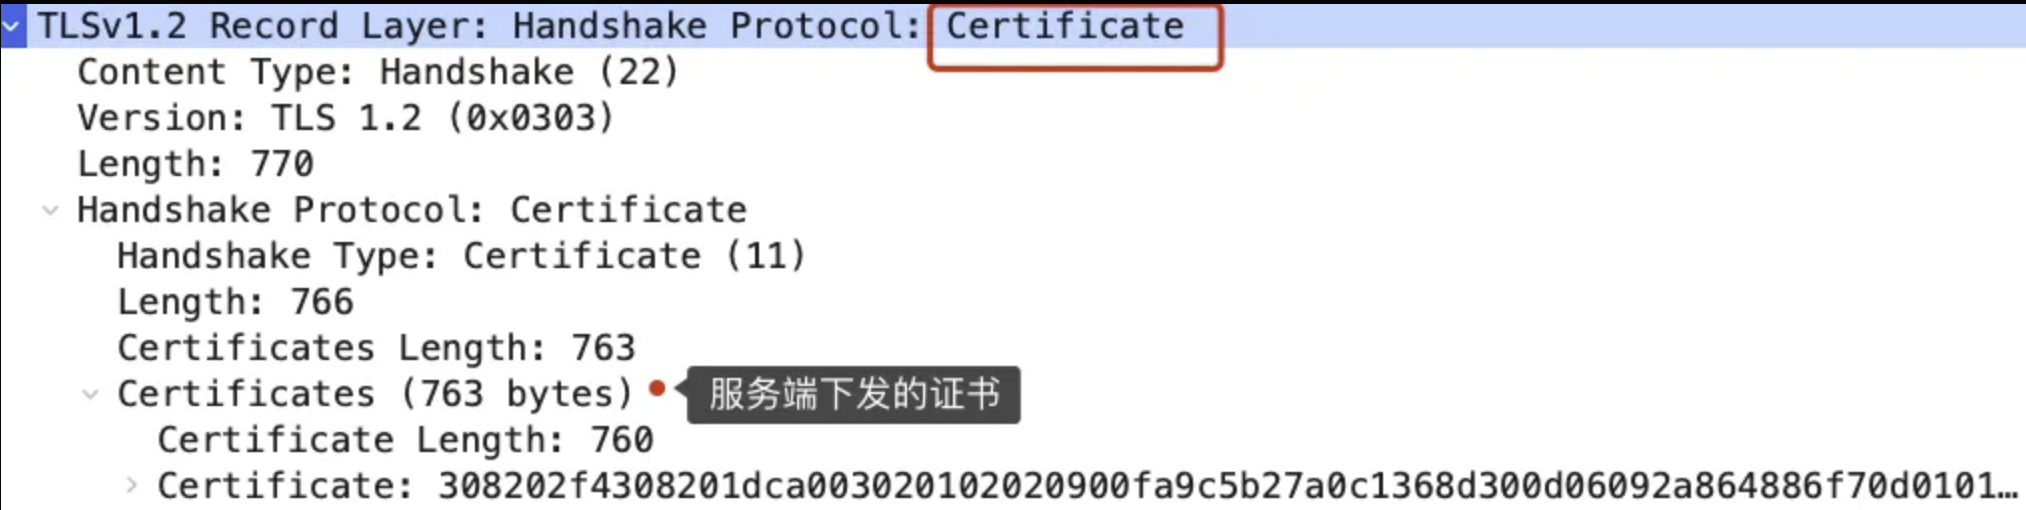 TLSv1.2 Record Layer: Handshake Protocol: Certificate
Content Type: Handshake (22)
Version: TLS 1.2 (0x0303)
Length: 770
Handshake Protocol: Certificate
Handshake Type: Certificate (11)
Length: 766
Certificates Length: 763
Certificates (763 bytes) 服务端下发的证书
Certificate Length: 760
Certificate: 308202f4308201dca003020102020900fa9c5b27a0c1368d300d06092a864886f70d0101…